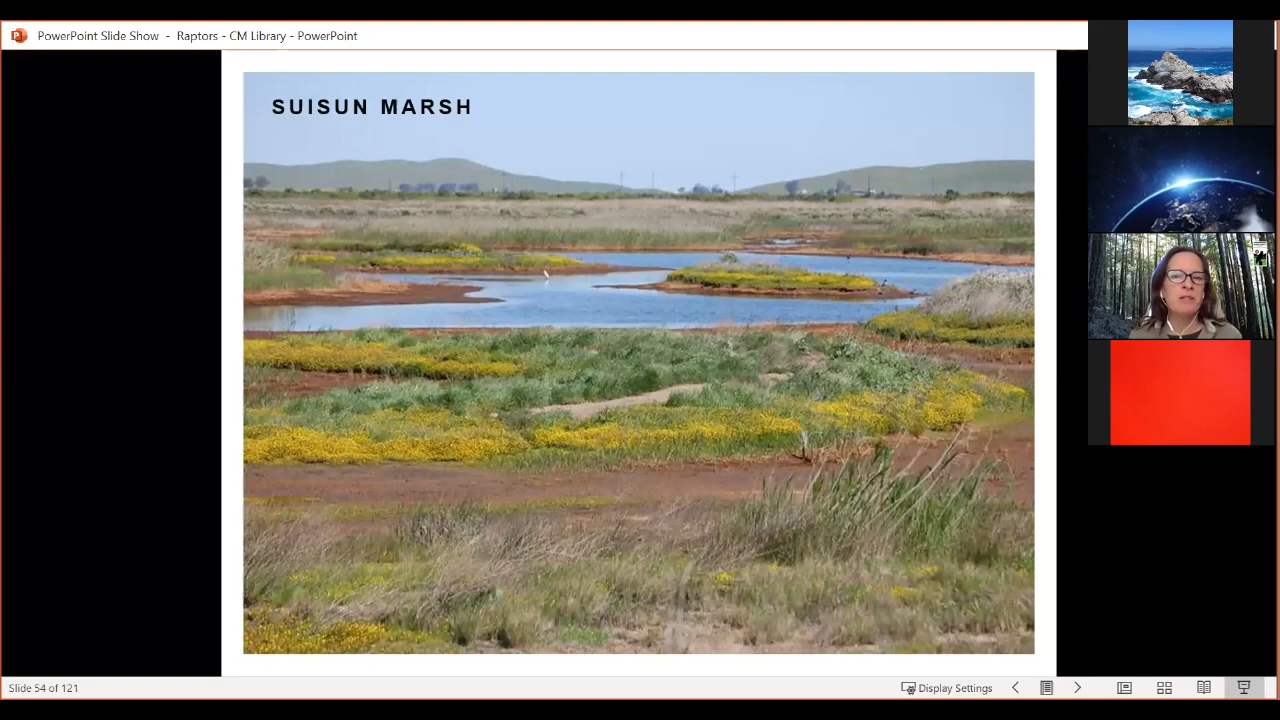 PowerPoint Slide Show - Raptors - CM Library - PowerPoint
SUISUN MARSH
Slide 54 of 121
Display Settings